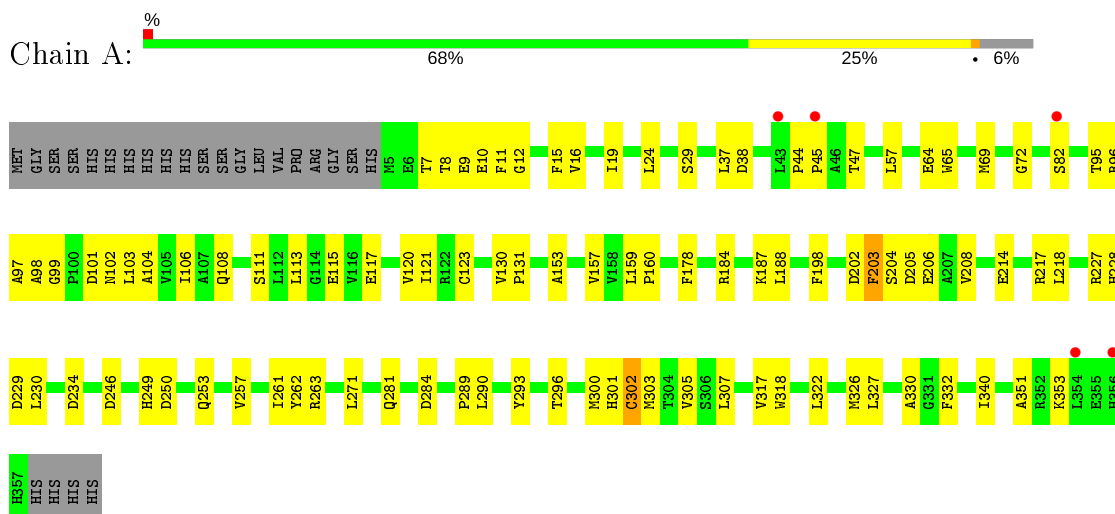 %
Chain A:
68% 25% • 6%
MET GLY SER SER HIS HIS HIS HIS HIS HIS SER SER GLY LEU VAL PRO ARG GLY SER HIS M5 E6 T7 T8 E9 E10 F11 G12 F15 V16 I19 L24 S29 L37 D38 L43 P44 P45 A46 T47 L57 E64 W65 M69 G72 S82 T95 R96
A97 A98 G99 P100 D101 N102 L103 A104 V105 I106 A107 Q108 S111 L112 L113 G114 E115 V116 E117 V120 I121 R122 C123 V130 P131 A153 V157 V158 L159 P160 F178 R184 K187 L188 F198 D202 F203 S204 D205 E206 A207 V208 E214 R217 L218 R227 H228
D229 L230 D234 D246 H249 D250 Q253 V257 I261 Y262 R263 L271 Q281 D284 P289 L290 Y293 T296 M300 H301 C302 M303 T304 V305 S306 L307 V317 W318 L322 M326 L327 A330 G331 F332 I340 A351 R352 K353 L354 E355 H356
H357 HIS HIS HIS HIS